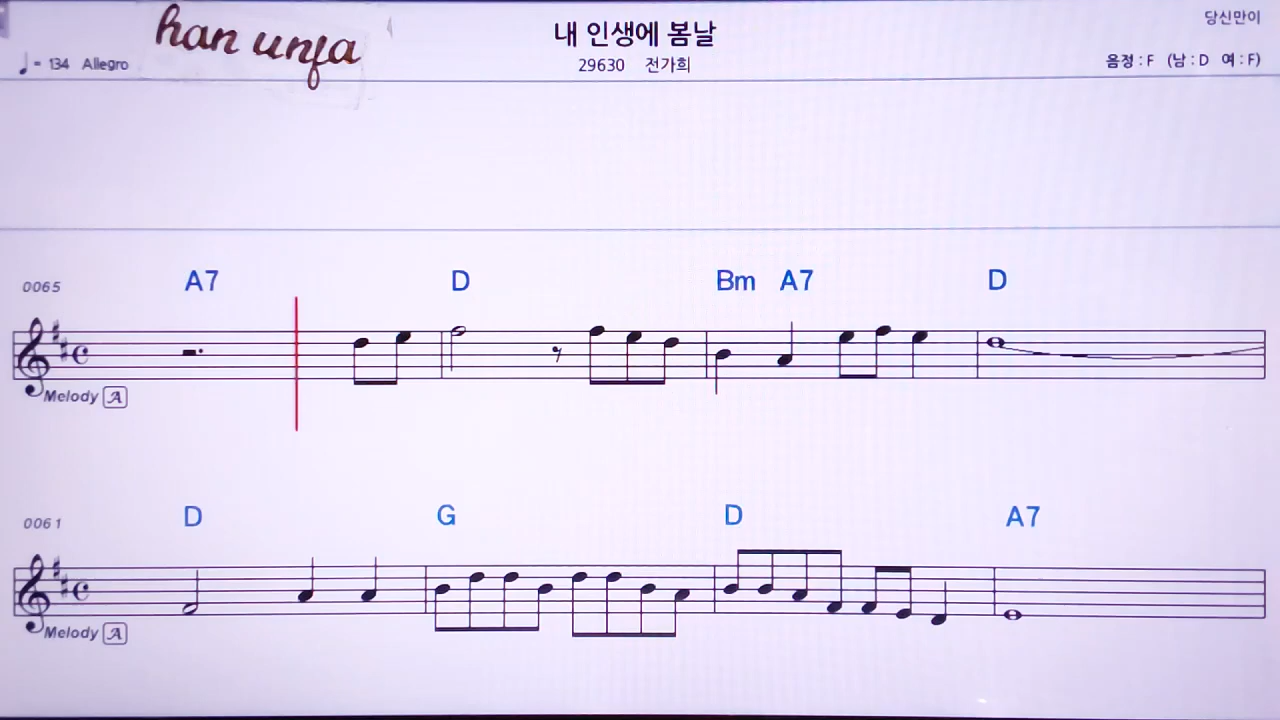 han unfa
내 인생에 봄날
당신만이
♩= 134 Allegro
29630 전가희
음정 : F (남 : D 여 : F)
0065 A7 D Bm A7 D
Melody A
0061 D G D A7
Melody A